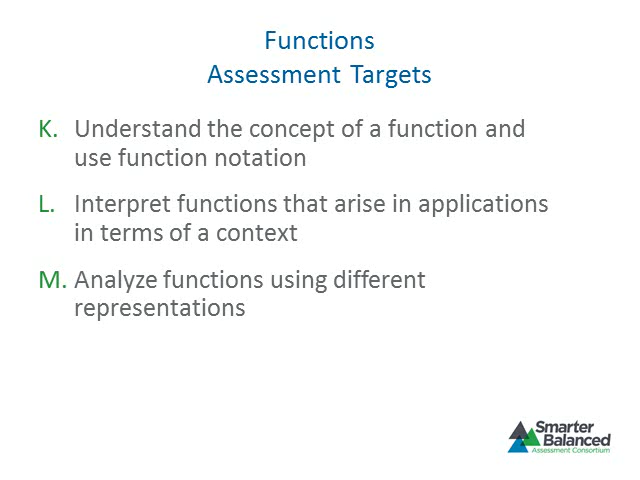 Functions
Assessment Targets
K. Understand the concept of a function and
use function notation
L. Interpret functions that arise in applications
in terms of a context
M. Analyze functions using different
representations
Smarter
Balanced
Assessment Consortium